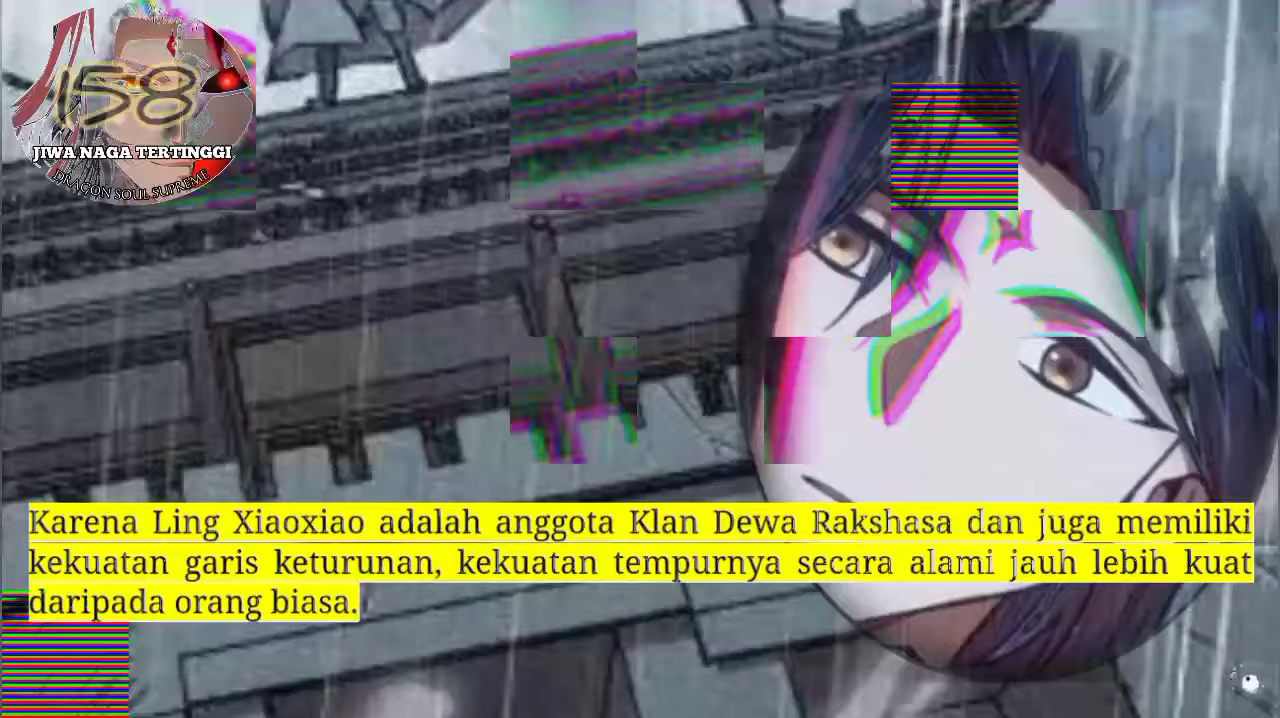 158
JIWA NAGA TERTINGGI
DRAGON SOUL SUPREME
Karena Ling Xiaoxiao adalah anggota Klan Dewa Rakshasa dan juga memiliki
kekuatan garis keturunan, kekuatan tempurnya secara alami jauh lebih kuat
daripada orang biasa.